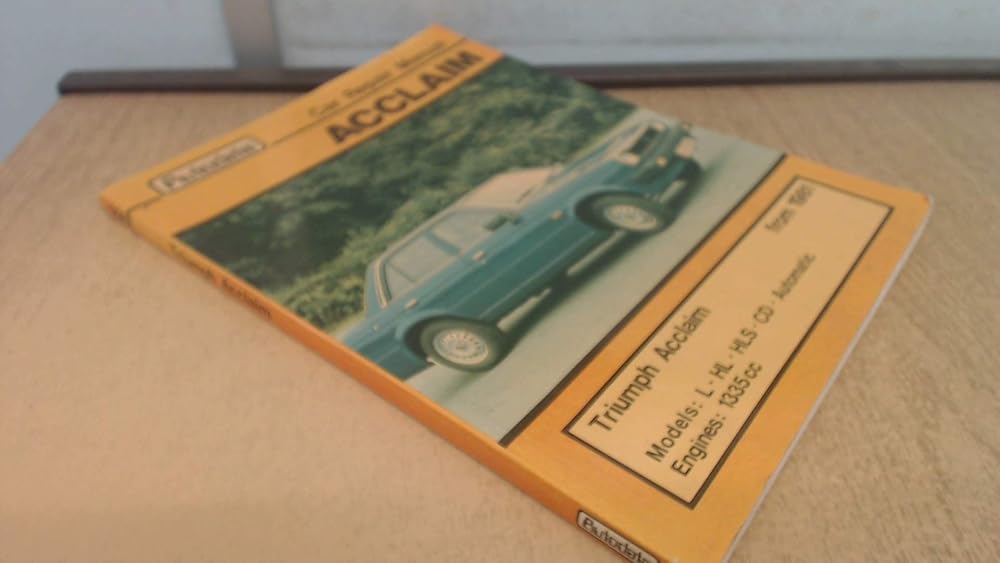 Autodata
Car Repair Manual
ACCLAIM
Triumph Acclaim from 1981
Models: L · HL · HLS · CD · Automatic
Engines: 1335cc
Triumph Acclaim
Autodata